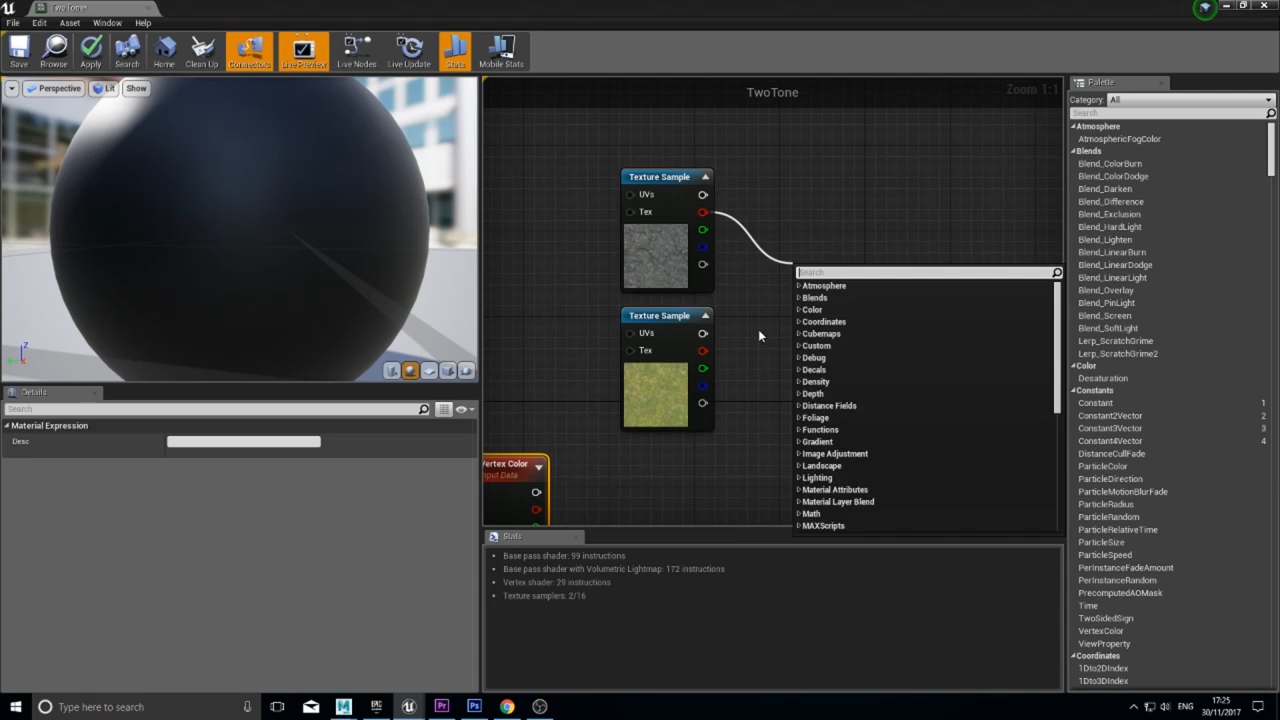 TwoTone*
File Edit Asset Window Help
Save Browse Apply Search Home Clean Up Connectors Live Preview Live Nodes Live Update Stats Mobile Stats
Perspective Lit Show
TwoTone
Zoom 1:1
Palette
Category: All
Search
Atmosphere
AtmosphericFogColor
Blends
Blend_ColorBurn
Blend_ColorDodge
Blend_Darken
Blend_Difference
Blend_Exclusion
Blend_HardLight
Blend_Lighten
Blend_LinearBurn
Blend_LinearDodge
Blend_LinearLight
Blend_Overlay
Blend_PinLight
Blend_Screen
Blend_SoftLight
Lerp_ScratchGrime
Lerp_ScratchGrime2
Color
Desaturation
Constants
Constant 1
Constant2Vector 2
Constant3Vector 3
Constant4Vector 4
DistanceCullFade
ParticleColor
ParticleDirection
ParticleMotionBlurFade
ParticleRadius
ParticleRandom
ParticleRelativeTime
ParticleSize
ParticleSpeed
PerInstanceFadeAmount
PerInstanceRandom
PrecomputedAOMask
Time
TwoSidedSign
VertexColor
ViewProperty
Coordinates
1Dto2DIndex
1Dto3DIndex
Texture Sample
UVs
Tex
Texture Sample
UVs
Tex
Vertex Color
Input Data
Search
Atmosphere
Blends
Color
Coordinates
Cubemaps
Custom
Debug
Decals
Density
Depth
Distance Fields
Foliage
Functions
Gradient
Image Adjustment
Landscape
Lighting
Material Attributes
Material Layer Blend
Math
MAXScripts
Z
X
Details
Search
Material Expression
Desc
Stats
Base pass shader: 99 instructions
Base pass shader with Volumetric Lightmap: 172 instructions
Vertex shader: 29 instructions
Texture samplers: 2/16
Type here to search
ENG
17:25
30/11/2017